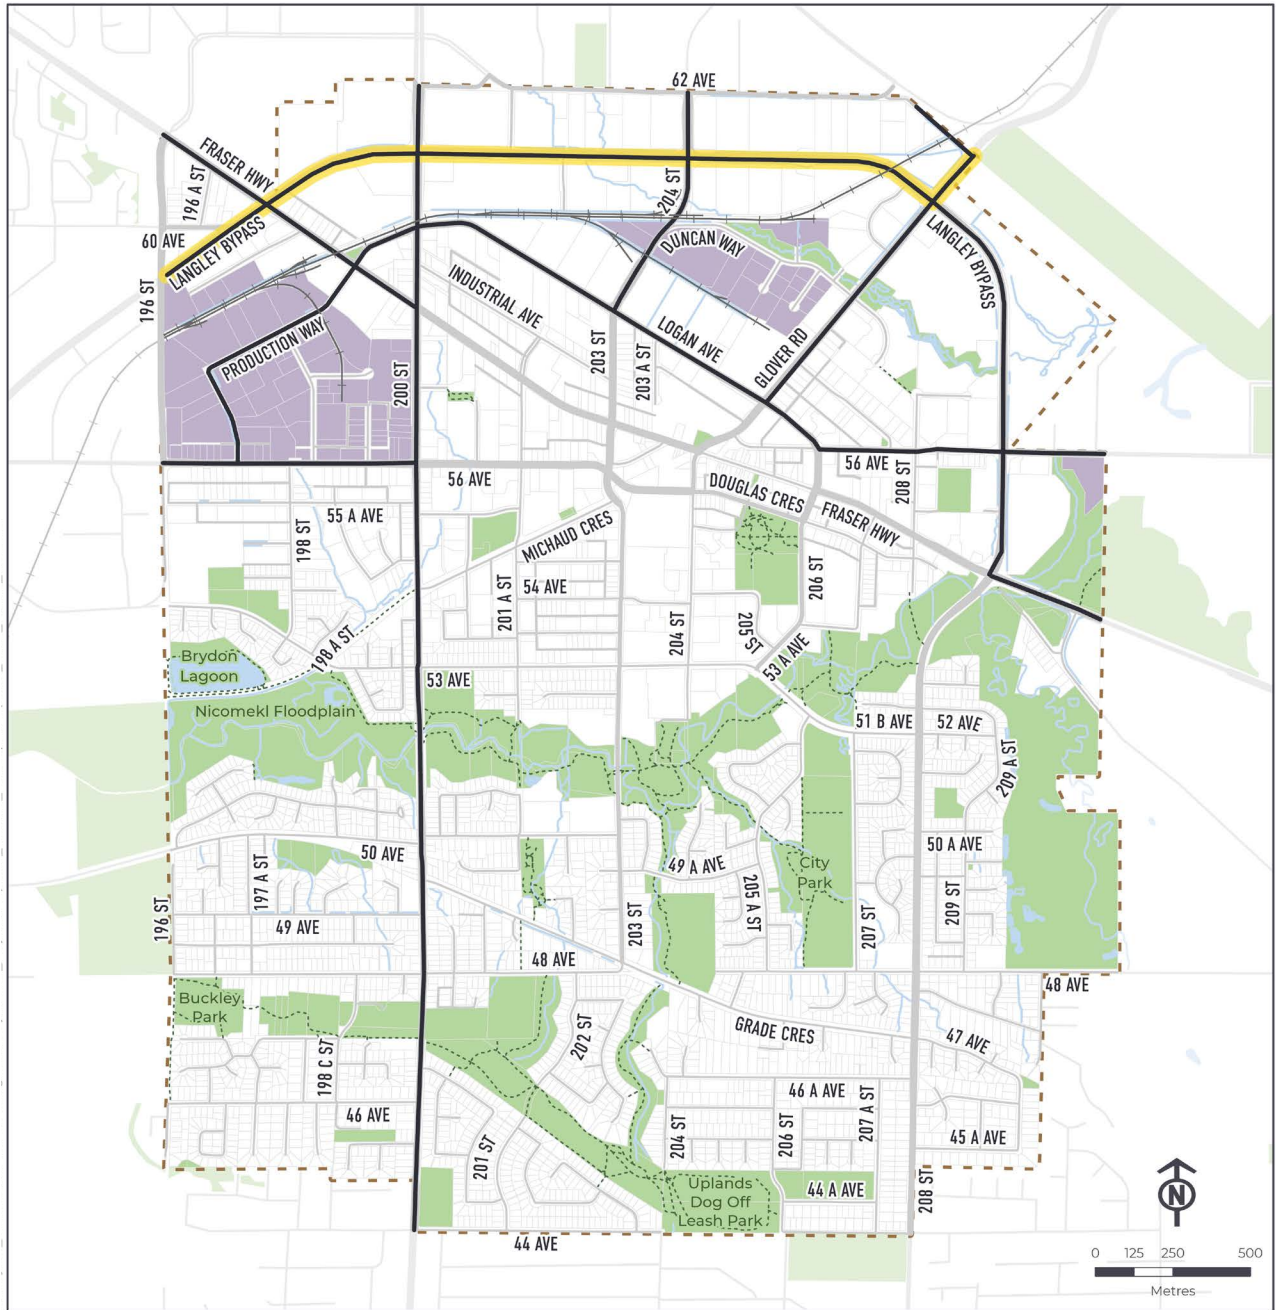 62 AVE
FRASER HWY
196 A ST
204 ST
60 AVE
LANGLEY BYPASS
DUNCAN WAY
LANGLEY BYPASS
196 ST
INDUSTRIAL AVE
PRODUCTION WAY
203 ST
LOGAN AVE
203 A ST
GLOVER RD
200 ST
56 AVE
56 AVE
208 ST
DOUGLAS CRES
FRASER HWY
55 A AVE
198 ST
MICHAUD CRES
54 AVE
201 A ST
206 ST
204 ST
205 ST
198 A ST
53 A AVE
Brydon
Lagoon
53 AVE
Nicomekl Floodplain
51 B AVE
52 AVE
209 A ST
50 AVE
50 A AVE
197 A ST
49 A AVE
City
Park
205 A ST
209 ST
196 ST
49 AVE
203 ST
207 ST
48 AVE
48 AVE
Buckley
Park
202 ST
GRADE CRES
47 AVE
198 C ST
46 A AVE
46 AVE
207 A ST
204 ST
206 ST
45 A AVE
201 ST
Uplands
Dog Off
Leash Park
44 A AVE
208 ST
44 AVE
N
0 125 250 500
Metres